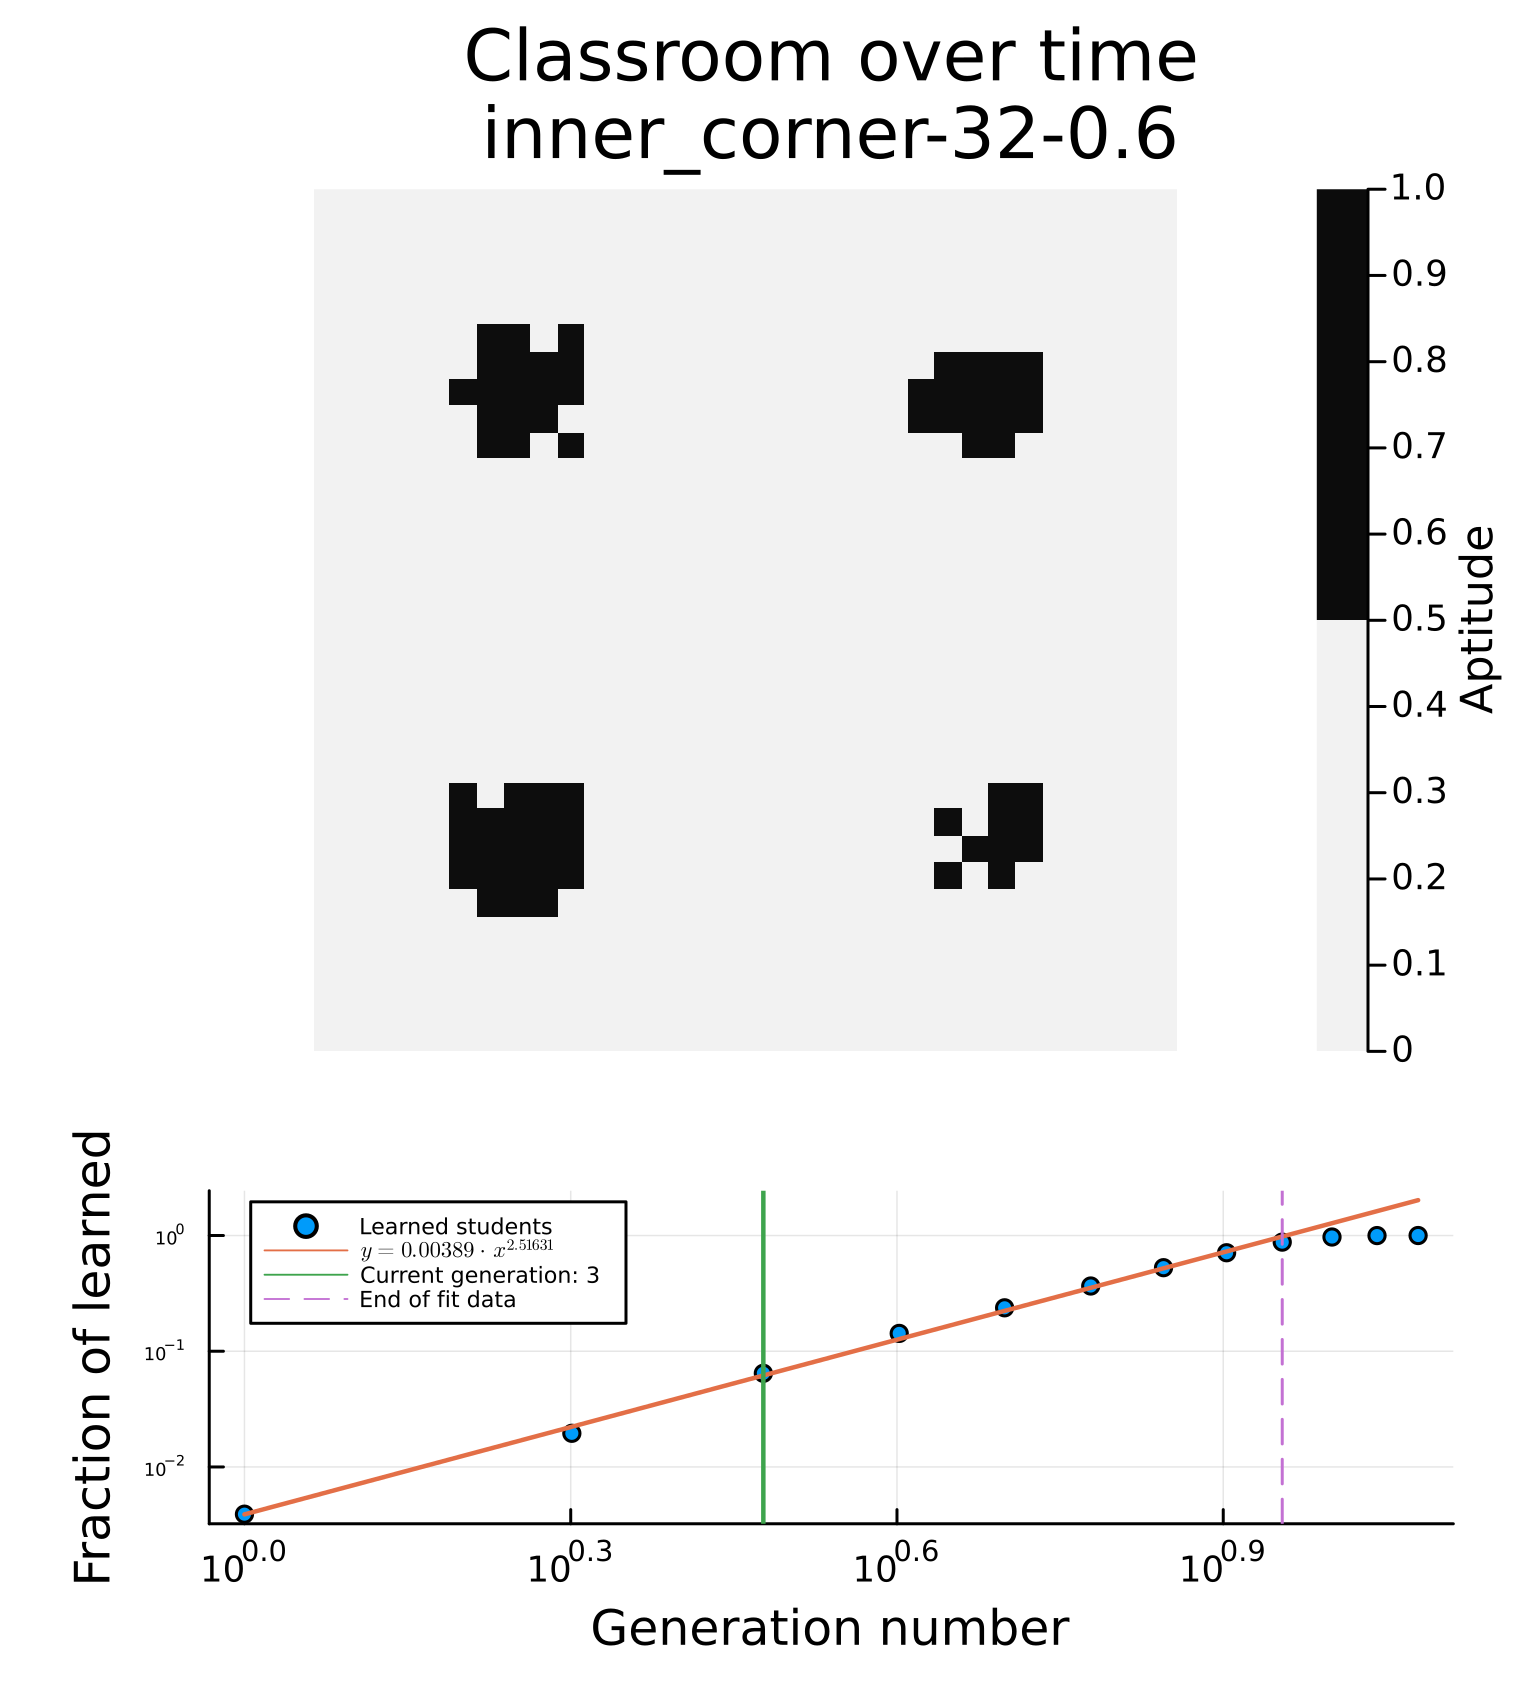 Classroom over time
inner_corner-32-0.6
1.0
0.9
0.8
0.7
0.6
0.5
0.4
0.3
0.2
0.1
0
Aptitude
Fraction of learned
10⁰
10⁻¹
10⁻²
Learned students
y = 0.00389 · x^2.51631
Current generation: 3
End of fit data
10^0.0 10^0.3 10^0.6 10^0.9
Generation number